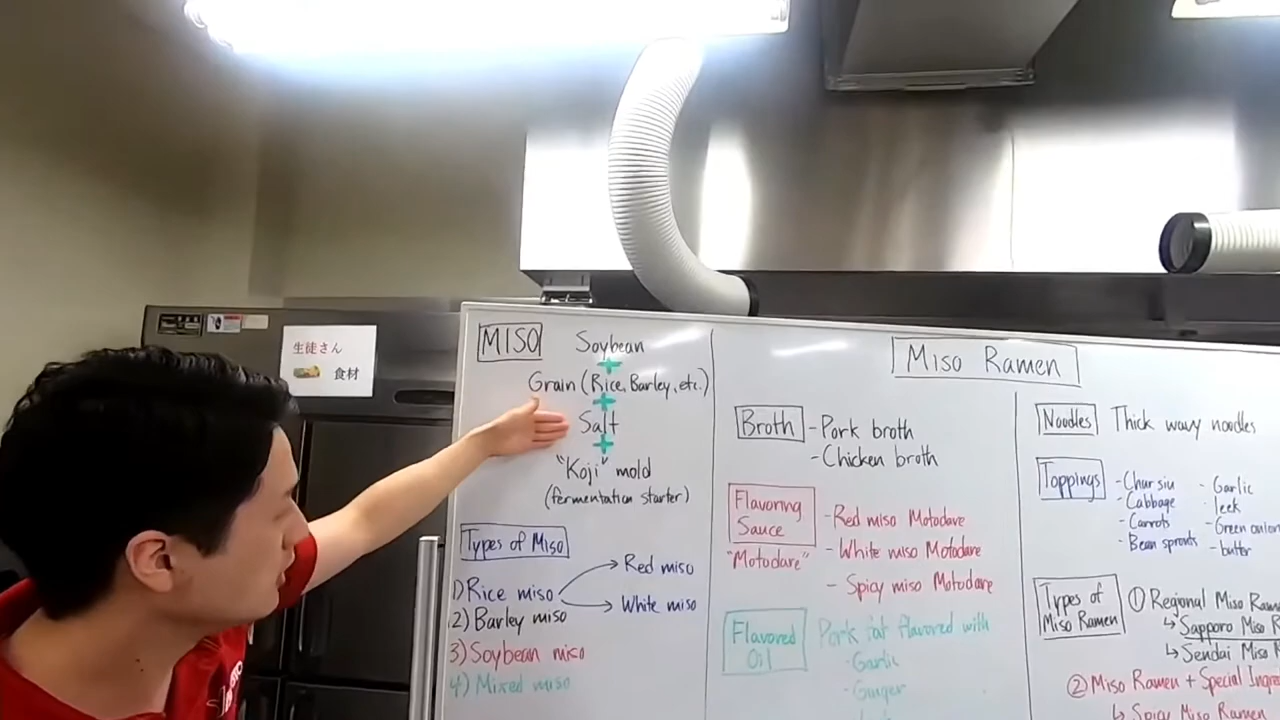 生徒さん
食材
MISO
Soybean
+
Grain (Rice, Barley, etc.)
+
Salt
+
"Koji" mold
(fermentation starter)
Types of Miso
1) Rice miso
Red miso
White miso
2) Barley miso
3) Soybean miso
4) Mixed miso
Miso Ramen
Broth
- Pork broth
- Chicken broth
Flavoring
Sauce
"Motodare"
- Red miso Motodare
- White miso Motodare
- Spicy miso Motodare
Flavored
Oil
Pork fat flavored with
- Garlic
- Ginger
Noodles
Thick wavy noodles
Toppings
- Chursiu
- Cabbage
- Carrots
- Bean sprouts
- Garlic
- leek
- Green onion
- butter
Types of
Miso Ramen
① Regional Miso Ram
Sapporo Miso R
Sendai Miso
② Miso Ramen + Special Ingre
Spicy Miso Ramen